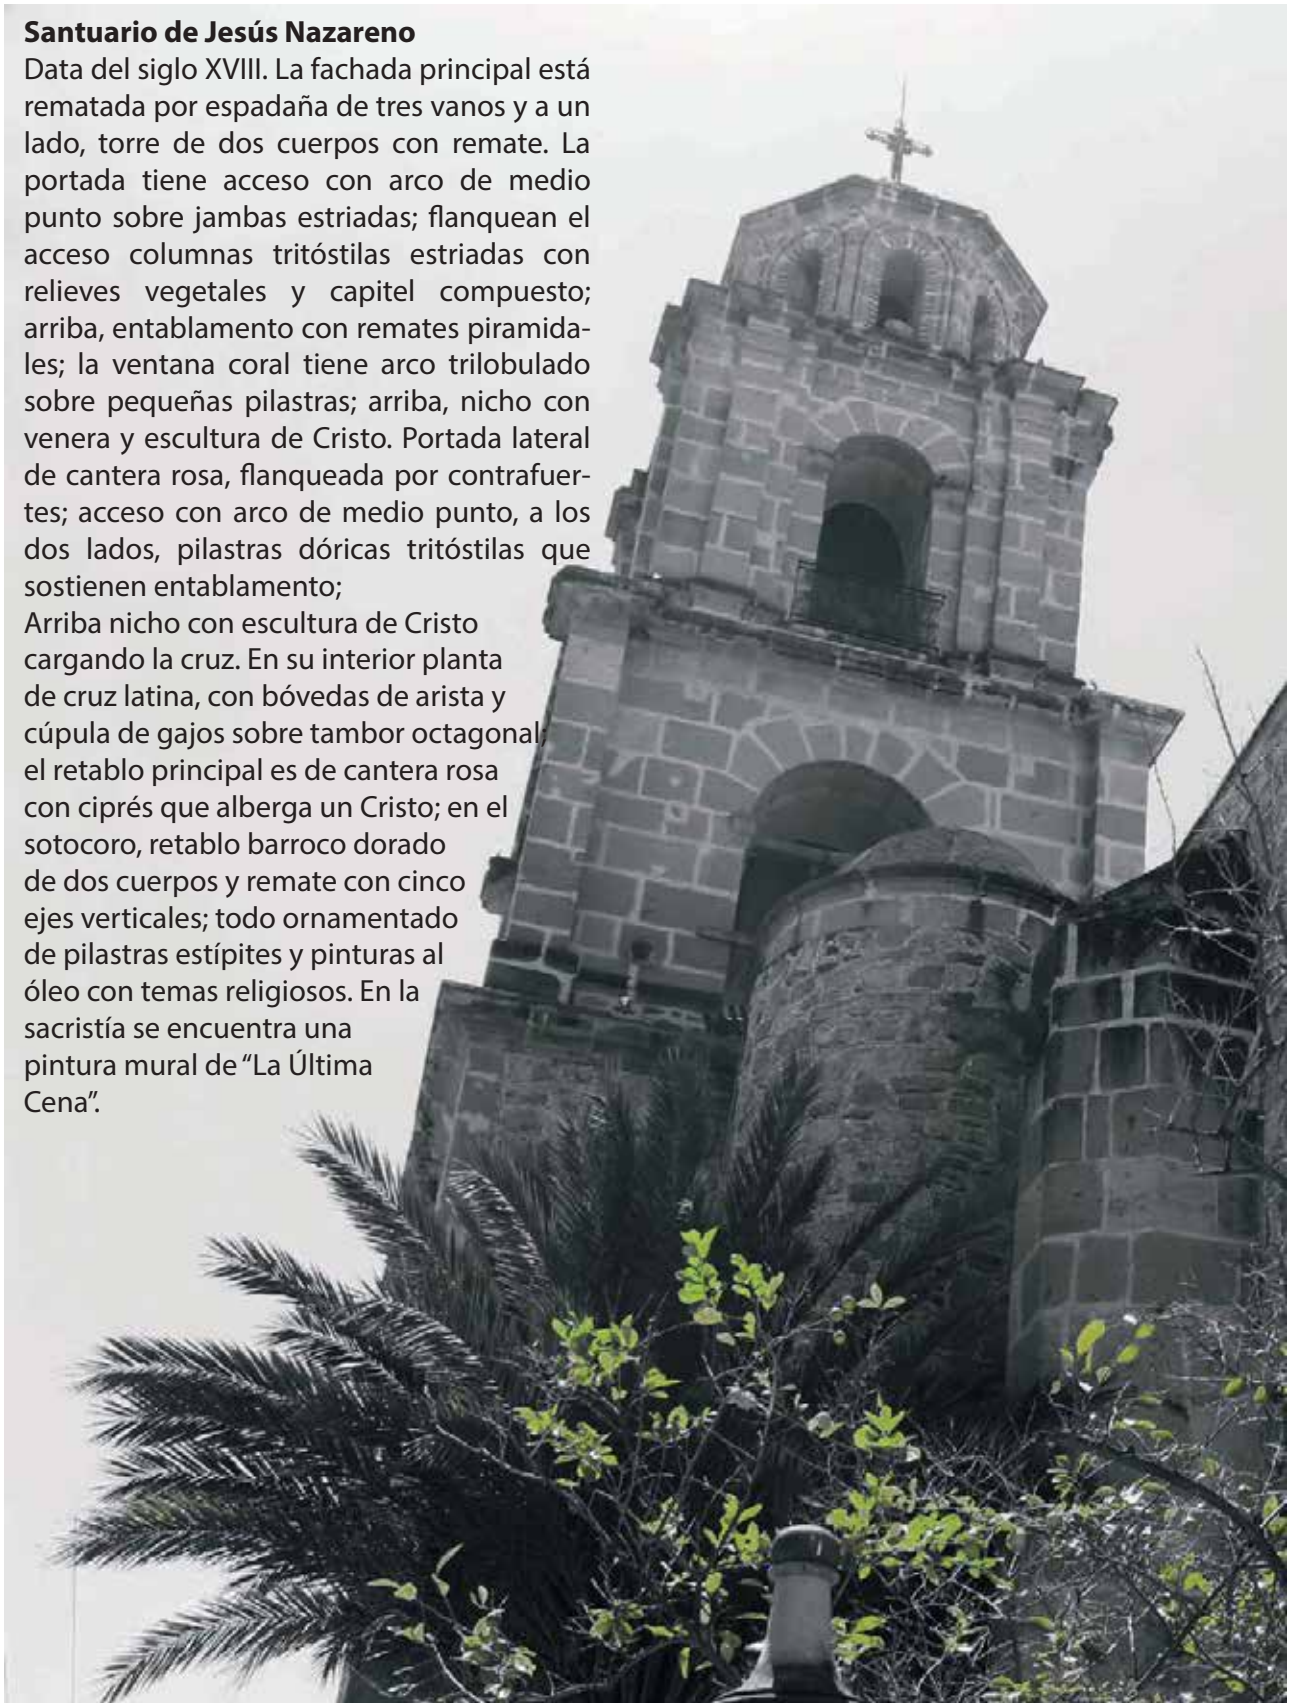 Santuario de Jesús Nazareno
Data del siglo XVIII. La fachada principal está
rematada por espadaña de tres vanos y a un
lado, torre de dos cuerpos con remate. La
portada tiene acceso con arco de medio
punto sobre jambas estriadas; flanquean el
acceso columnas tritóstilas estriadas con
relieves vegetales y capitel compuesto;
arriba, entablamento con remates piramida-
les; la ventana coral tiene arco trilobulado
sobre pequeñas pilastras; arriba, nicho con
venera y escultura de Cristo. Portada lateral
de cantera rosa, flanqueada por contrafuer-
tes; acceso con arco de medio punto, a los
dos lados, pilastras dóricas tritóstilas que
sostienen entablamento;
Arriba nicho con escultura de Cristo
cargando la cruz. En su interior planta
de cruz latina, con bóvedas de arista y
cúpula de gajos sobre tambor octagonal;
el retablo principal es de cantera rosa
con ciprés que alberga un Cristo; en el
sotocoro, retablo barroco dorado
de dos cuerpos y remate con cinco
ejes verticales; todo ornamentado
de pilastras estípites y pinturas al
óleo con temas religiosos. En la
sacristía se encuentra una
pintura mural de “La Última
Cena”.